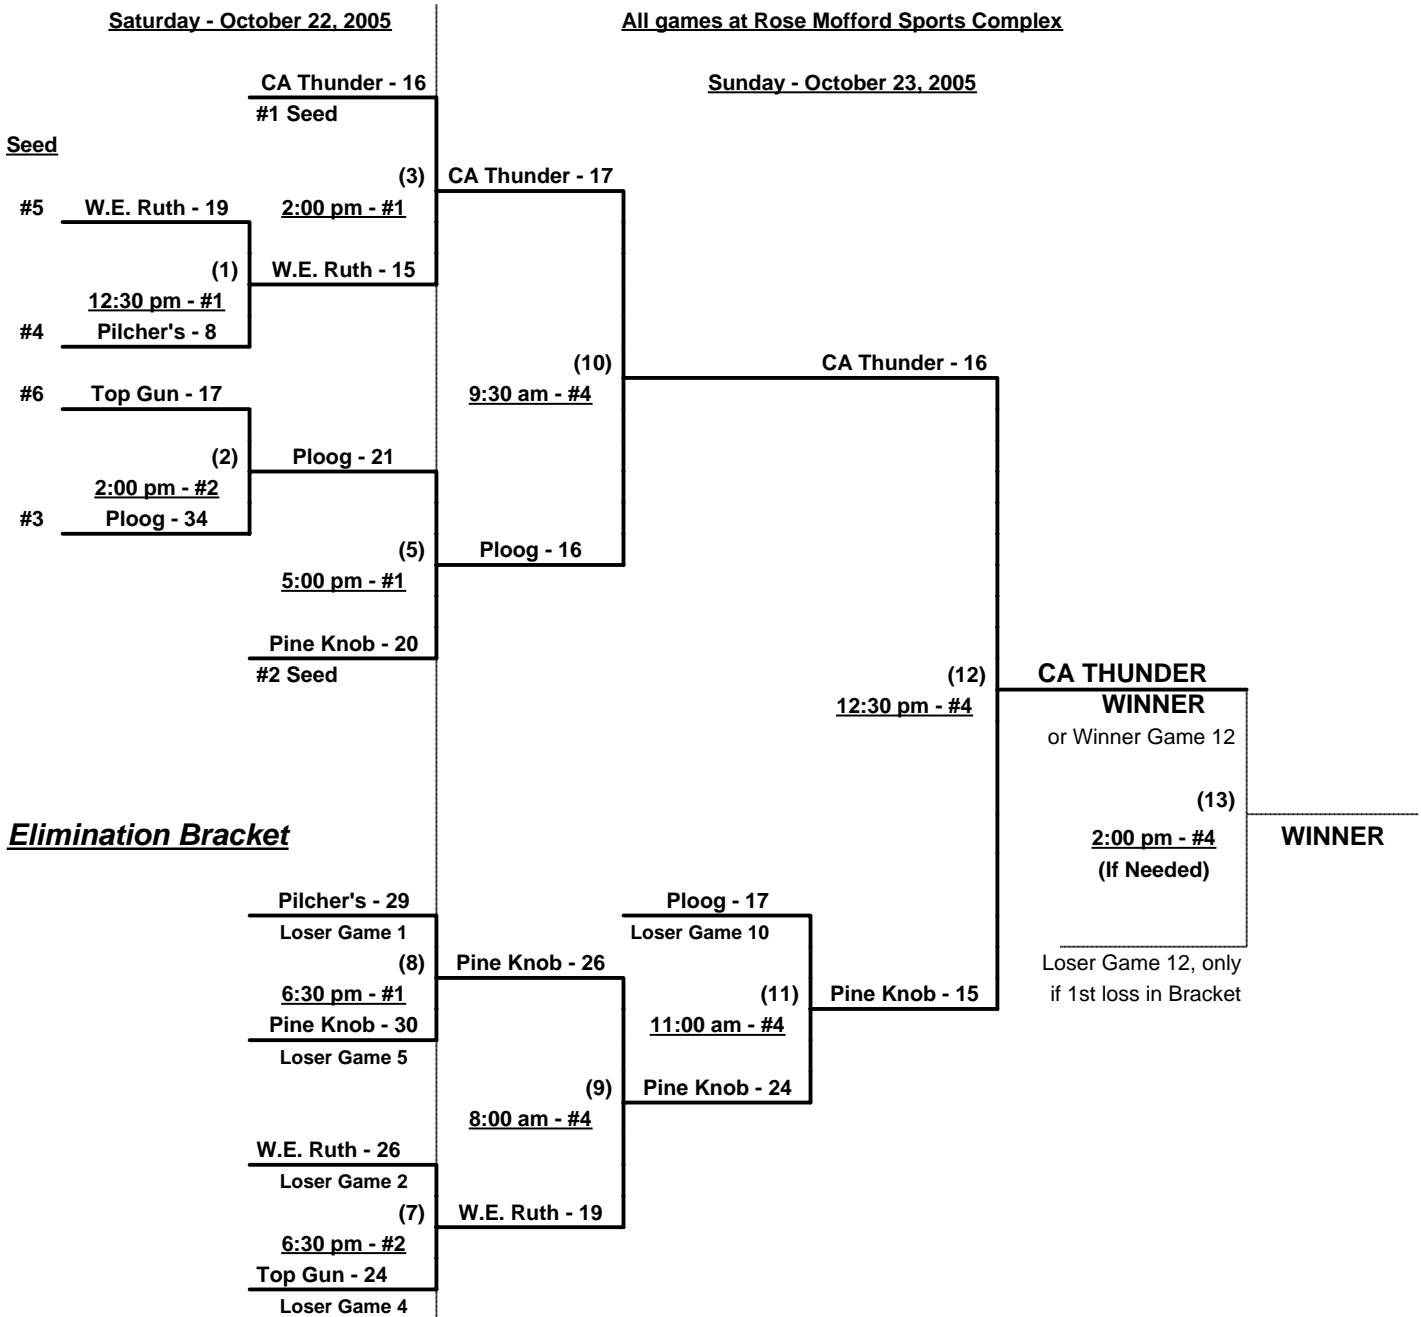 Saturday - October 22, 2005
All games at Rose Mofford Sports Complex
CA Thunder - 16
Sunday - October 23, 2005
#1 Seed
Seed
(3)
CA Thunder - 17
#5
W.E. Ruth - 19
2:00 pm - #1
(1)
W.E. Ruth - 15
12:30 pm - #1
#4
Pilcher's - 8
(10)
CA Thunder - 16
#6
Top Gun - 17
9:30 am - #4
(2)
Ploog - 21
2:00 pm - #2
#3
Ploog - 34
(5)
Ploog - 16
5:00 pm - #1
Pine Knob - 20
#2 Seed
(12)
CA THUNDER
WINNER
12:30 pm - #4
or Winner Game 12
(13)
Elimination Bracket
2:00 pm - #4
WINNER
(If Needed)
Pilcher's - 29
Ploog - 17
Loser Game 1
Loser Game 10
(8)
Pine Knob - 26
Loser Game 12, only
6:30 pm - #1
(11)
Pine Knob - 15
if 1st loss in Bracket
Pine Knob - 30
11:00 am - #4
Loser Game 5
(9)
Pine Knob - 24
8:00 am - #4
W.E. Ruth - 26
Loser Game 2
(7)
W.E. Ruth - 19
6:30 pm - #2
Top Gun - 24
Loser Game 4